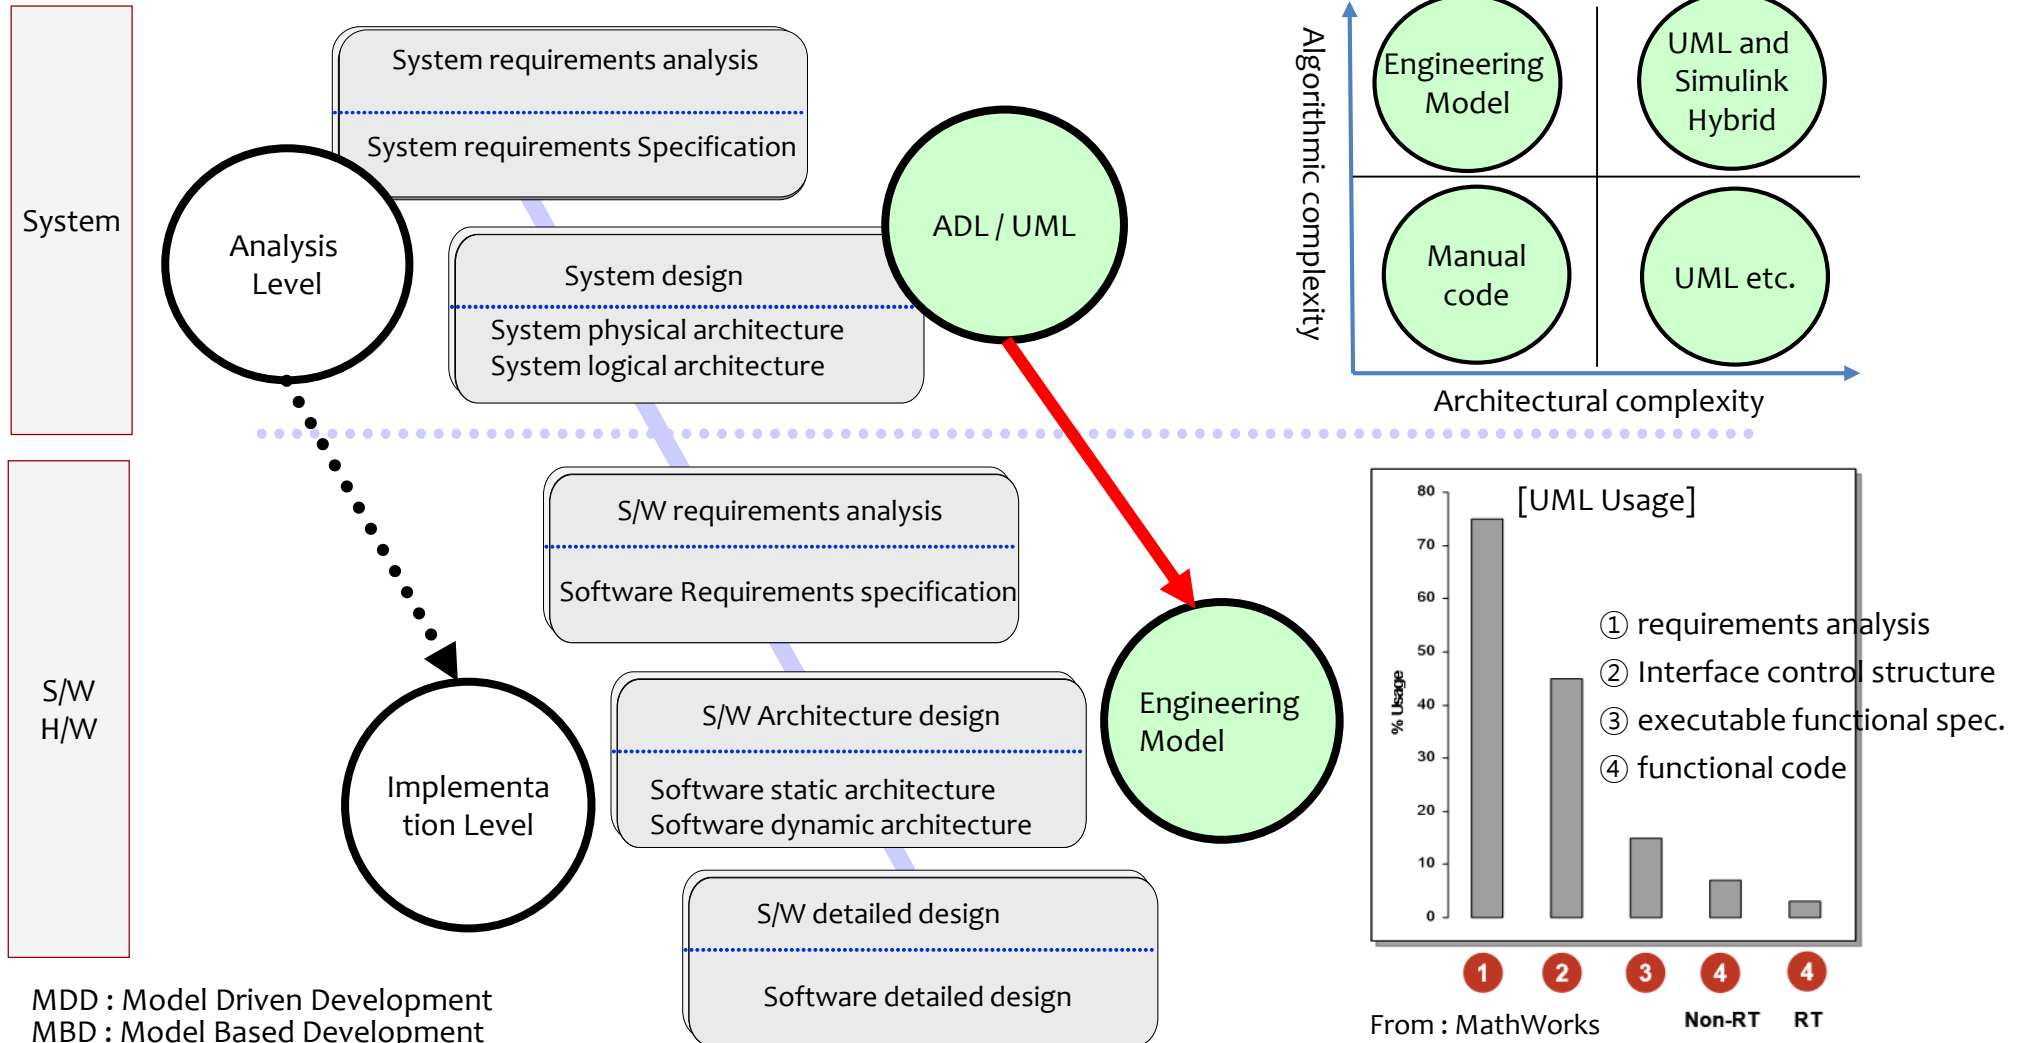 System
System requirements analysis
System requirements Specification
Analysis
Level
System design
System physical architecture
System logical architecture
ADL / UML
Algorithmic complexity
Engineering
Model
UML and
Simulink
Hybrid
Manual
code
UML etc.
Architectural complexity
S/W
H/W
S/W requirements analysis
Software Requirements specification
S/W Architecture design
Software static architecture
Software dynamic architecture
Implementa
tion Level
Engineering
Model
S/W detailed design
Software detailed design
MDD : Model Driven Development
MBD : Model Based Development
[UML Usage]
% Usage
80
70
60
50
40
30
20
10
0
① requirements analysis
② Interface control structure
③ executable functional spec.
④ functional code
1 2 3 4 4
Non-RT RT
From : MathWorks